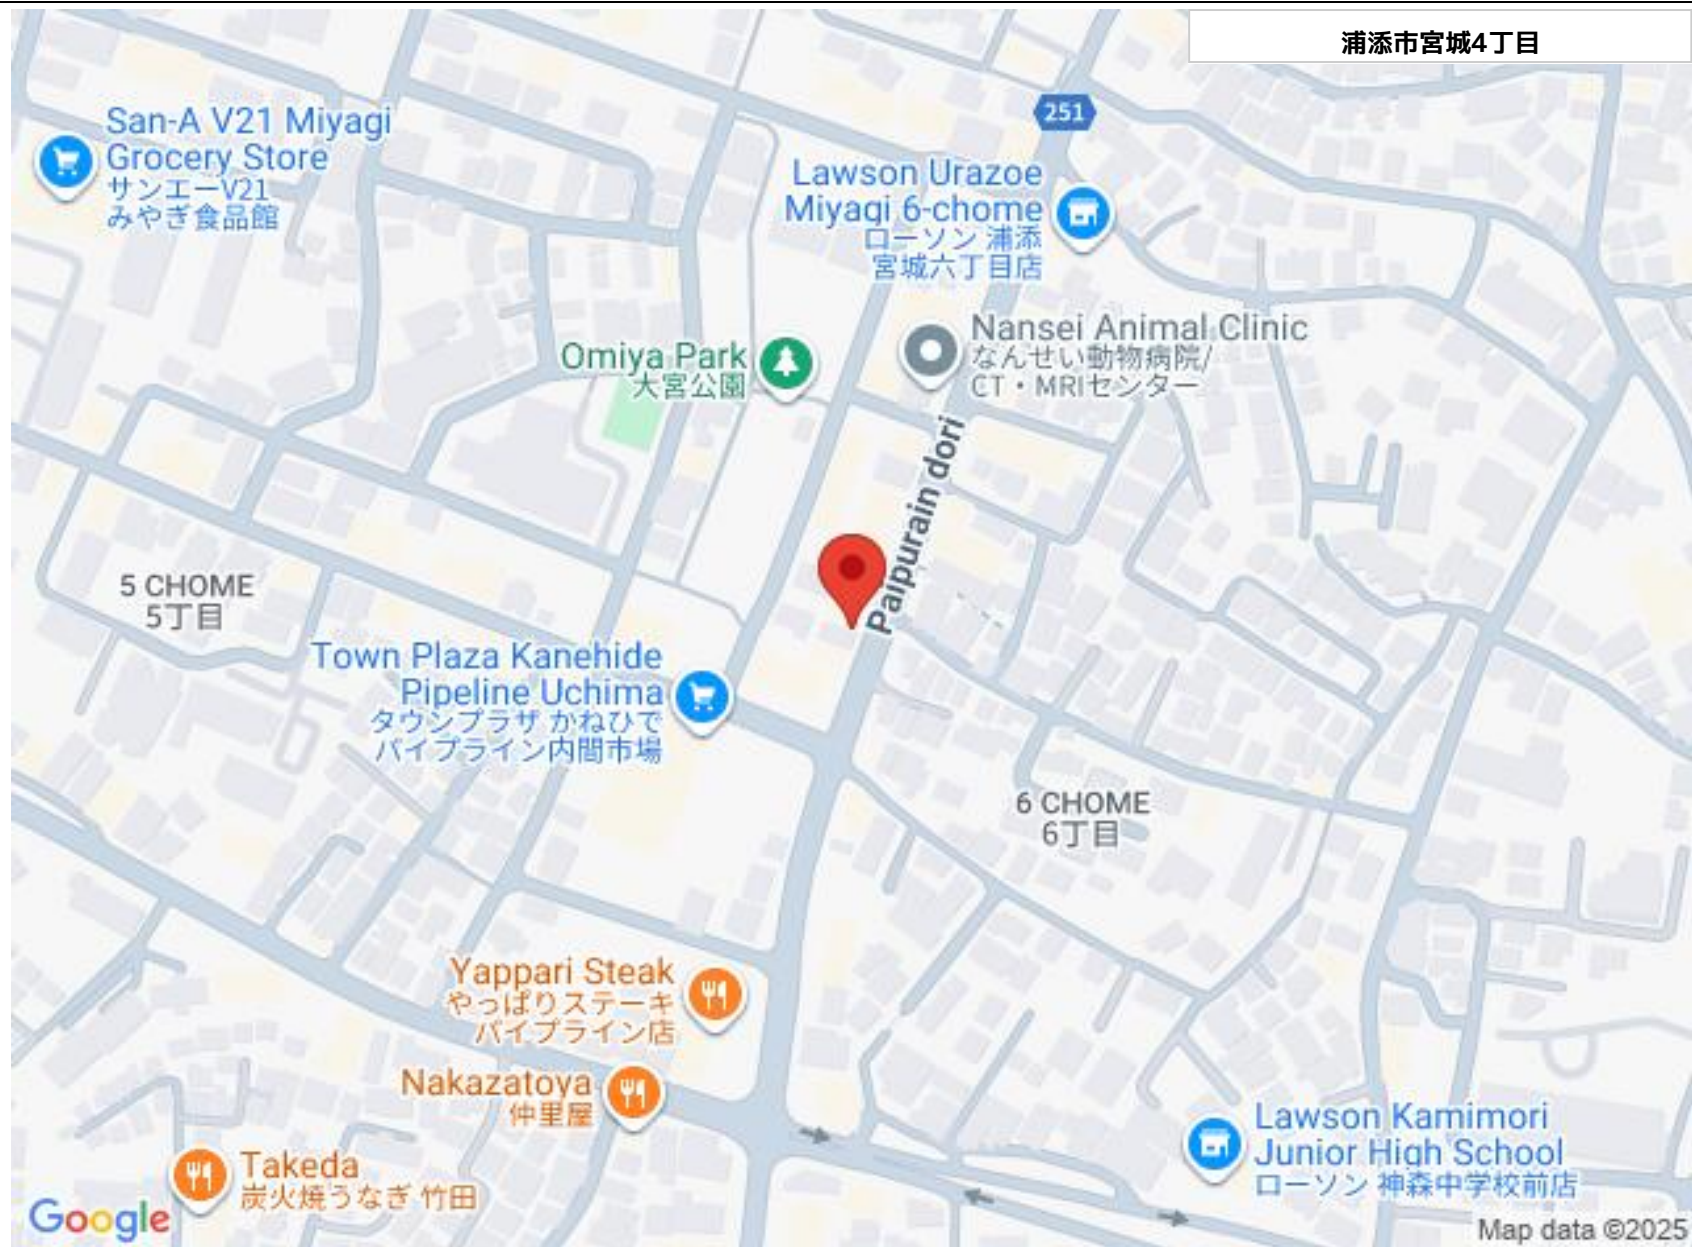 浦添市宮城4丁目
251
San-A V21 Miyagi
Grocery Store
サンエーV21
みやぎ食品館
Lawson Urazoe
Miyagi 6-chome
ローソン 浦添
宮城六丁目店
Nansei Animal Clinic
なんせい動物病院/
CT・MRIセンター
Omiya Park
大宮公園
Paipurain dori
5 CHOME
5丁目
Town Plaza Kanehide
Pipeline Uchima
タウンプラザ かねひで
パイプライン内間市場
6 CHOME
6丁目
Yappari Steak
やっぱりステーキ
パイプライン店
Nakazatoya
仲里屋
Lawson Kamimori
Junior High School
ローソン 神森中学校前店
Takeda
炭火焼うなぎ 竹田
Google
Map data ©2025